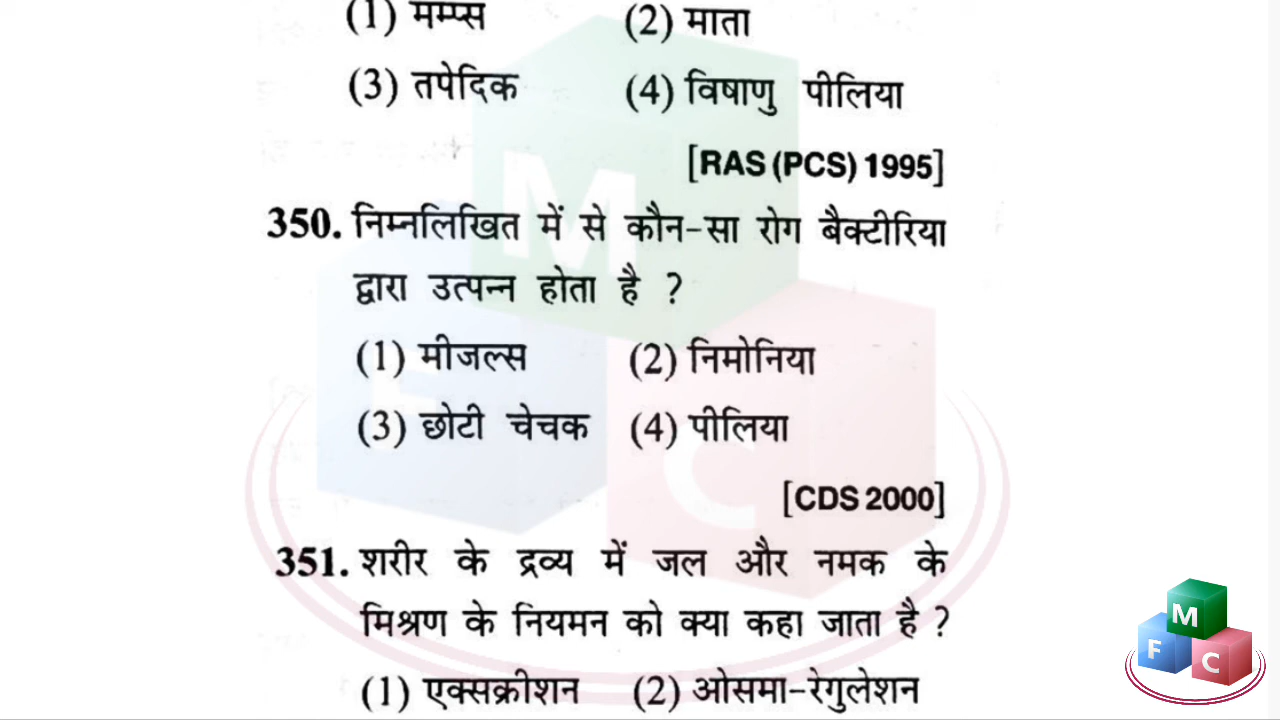 (1) मम्प्स (2) माता
(3) तपेदिक (4) विषाणु पीलिया
[RAS (PCS) 1995]
350. निम्नलिखित में से कौन-सा रोग बैक्टीरिया
द्वारा उत्पन्न होता है ?
(1) मीजल्स (2) निमोनिया
(3) छोटी चेचक (4) पीलिया
[CDS 2000]
351. शरीर के द्रव्य में जल और नमक के
मिश्रण के नियमन को क्या कहा जाता है ?
(1) एक्सक्रीशन (2) ओसमा-रेगुलेशन
M
F C
M
F C